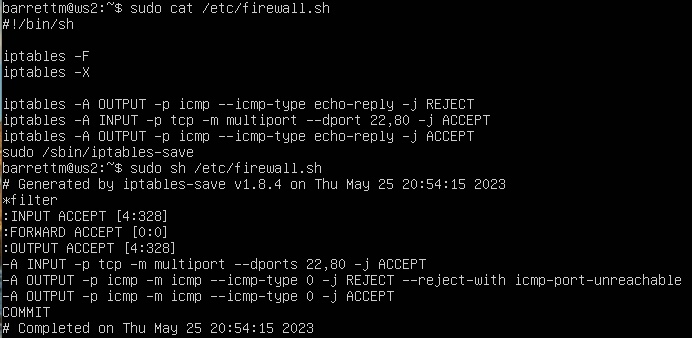 barrettm@ws2:~$ sudo cat /etc/firewall.sh
#!/bin/sh

iptables -F
iptables -X

iptables -A OUTPUT -p icmp --icmp-type echo-reply -j REJECT
iptables -A INPUT -p tcp -m multiport --dport 22,80 -j ACCEPT
iptables -A OUTPUT -p icmp --icmp-type echo-reply -j ACCEPT
sudo /sbin/iptables-save
barrettm@ws2:~$ sudo sh /etc/firewall.sh
# Generated by iptables-save v1.8.4 on Thu May 25 20:54:15 2023
*filter
:INPUT ACCEPT [4:328]
:FORWARD ACCEPT [0:0]
:OUTPUT ACCEPT [4:328]
-A INPUT -p tcp -m multiport --dports 22,80 -j ACCEPT
-A OUTPUT -p icmp -m icmp --icmp-type 0 -j REJECT --reject-with icmp-port-unreachable
-A OUTPUT -p icmp -m icmp --icmp-type 0 -j ACCEPT
COMMIT
# Completed on Thu May 25 20:54:15 2023